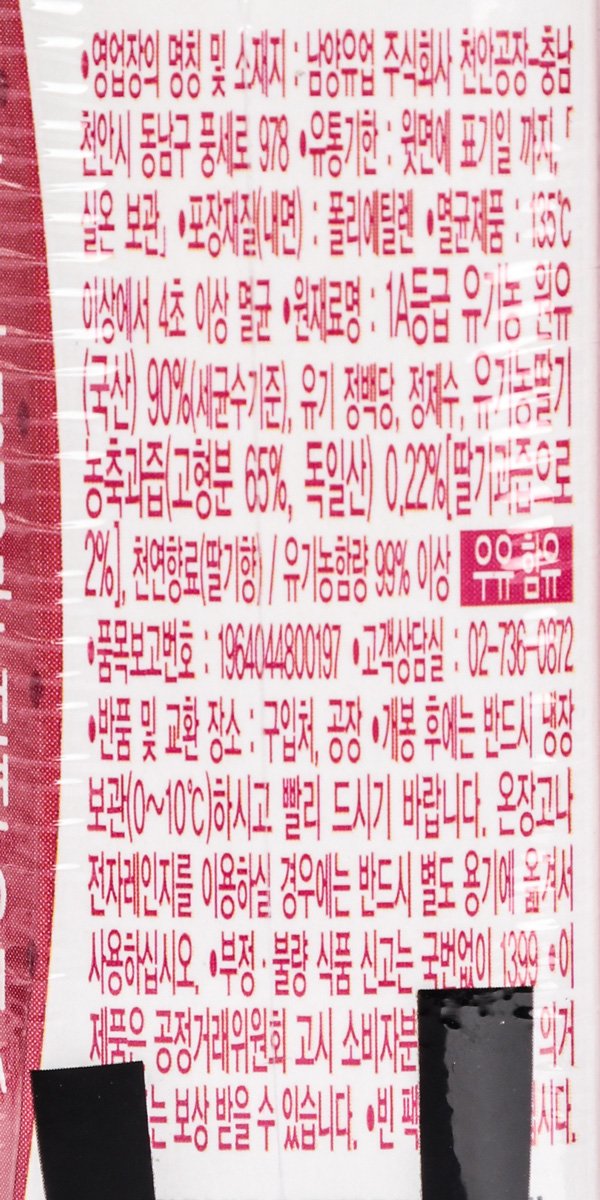 •영업장의 명칭 및 소재지 : 남양유업 주식회사 천안공장-충남
천안시 동남구 풍세로 978 •유통기한 : 윗면에 표기일 까지,「
실온 보관」 •포장재질(내면) : 폴리에틸렌 •멸균제품 : 135℃
이상에서 4초 이상 멸균 •원재료명 : 1A등급 유기농 원유
(국산) 90%(세균수기준), 유기 정백당, 정제수, 유기농딸기
농축과즙(고형분 65%, 독일산) 0.22%[딸기과즙으로
2%], 천연향료(딸기향) / 유기농함량 99% 이상 우유 함유
•품목보고번호 : 1964044800197 •고객상담실 : 02-736-0672
•반품 및 교환 장소 : 구입처, 공장 •개봉 후에는 반드시 냉장
보관(0~10℃)하시고 빨리 드시기 바랍니다. 온장고나
전자레인지를 이용하실 경우에는 반드시 별도 용기에 옮겨서
사용하십시오. •부정·불량 식품 신고는 국번없이 1399 •이
제품은 공정거래위원회 고시 소비자분 의거
는 보상 받을 수 있습니다. •빈 팩 시다.